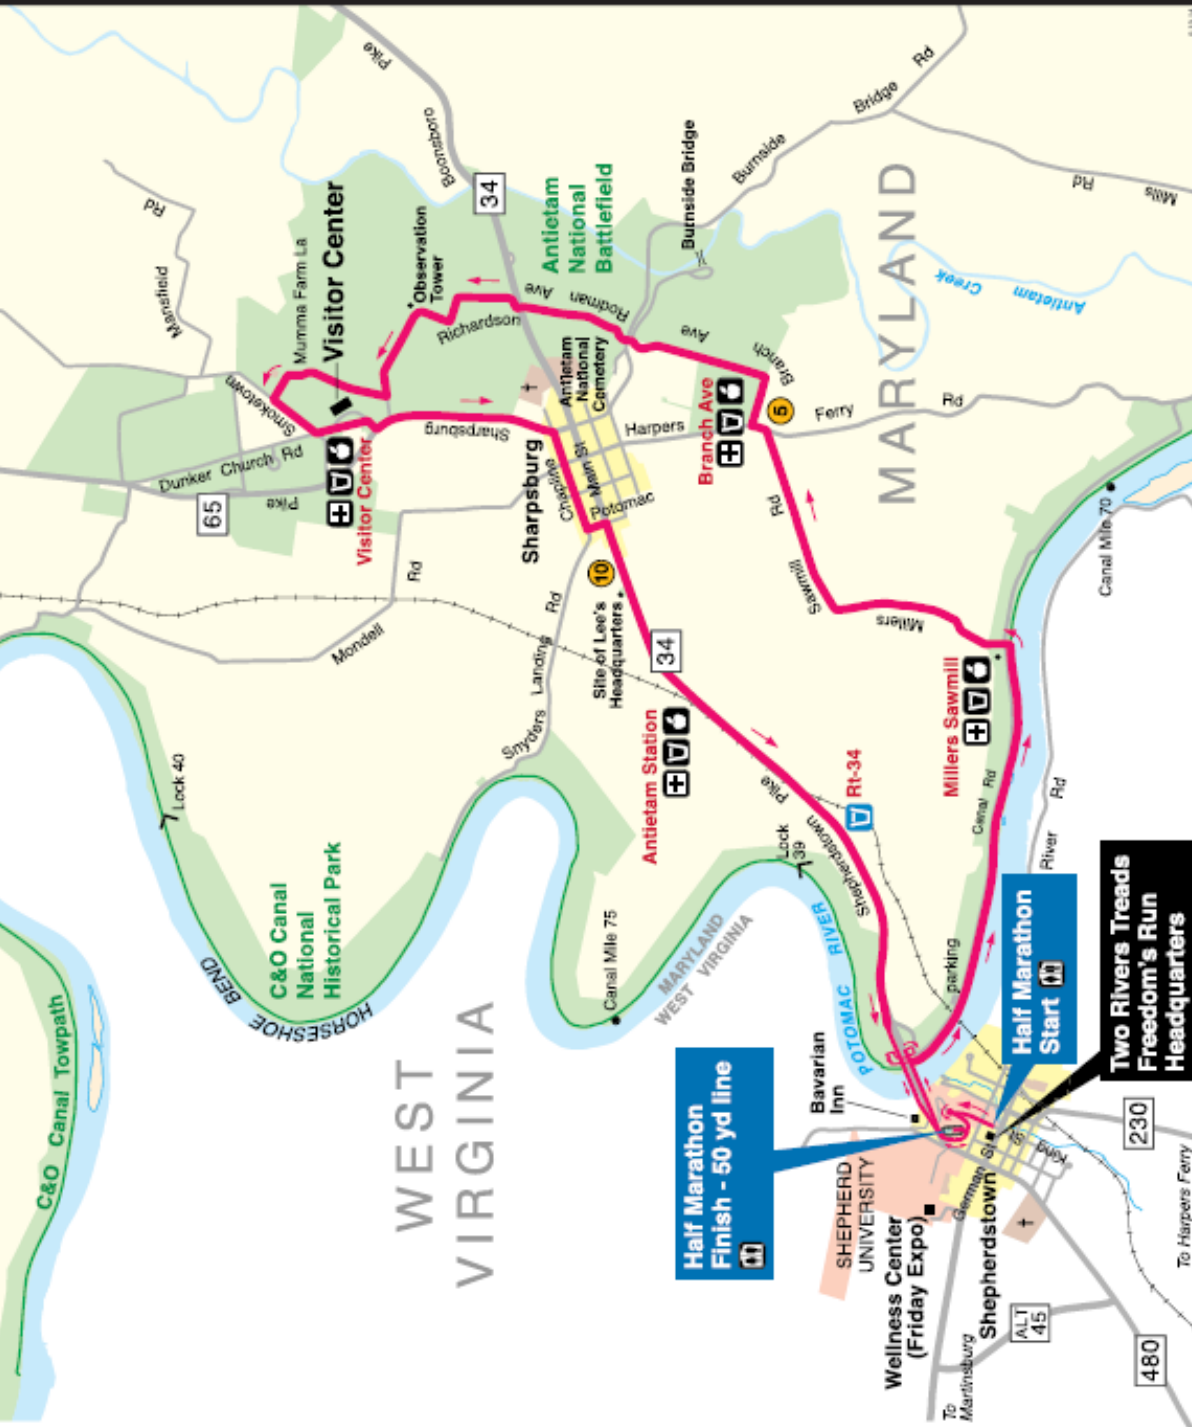 Pike
Boonsboro
34
Rd
Mansfield
Mumma Farm La
Visitor Center
Observation
Tower
Antietam
National
Battlefield
Burnside Bridge
Burnside
Bridge
Rd
Mills
Rd
MARYLAND
Antietam
Creek
Smoketown
Richardson
Ave
Rodman
Ave
Branch
Antietam
National
Cemetery
Dunker Church Rd
65
Pike
Visitor Center
Sharpsburg
Sharpsburg
Chapline
Main St
Potomac
Harpers
Ferry
Rd
Branch Ave
5
Rd
Sawmill
Millers
Canal Mile 70
Mondell
Rd
10
Site of Lee's
Headquarters
34
Snyders
Landing
Rd
Antietam Station
Millers Sawmill
Lock 40
C&O Canal
National
Historical Park
HORSESHOE
BEND
Canal Mile 75
MARYLAND
WEST VIRGINIA
Lock
39
Shepherdstown
Pike
Rt-34
Canal Rd
River
Rd
parking
POTOMAC
RIVER
C&O Canal Towpath
WEST
VIRGINIA
Half Marathon
Finish - 50 yd line
Bavarian
Inn
Half Marathon
Start
Two Rivers Treads
Freedom's Run
Headquarters
SHEPHERD
UNIVERSITY
Wellness Center
(Friday Expo)
Shepherdstown
German St
King
St
230
ALT
45
480
To
Martinsburg
To Harpers Ferry